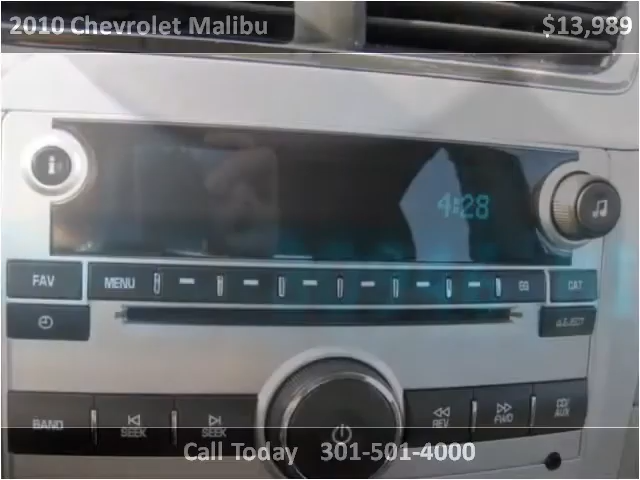 2010 Chevrolet Malibu $13,989
i
4:28
FAV MENU EQ CAT
EJECT
BAND SEEK SEEK REV FWD CD/AUX
Call Today 301-501-4000